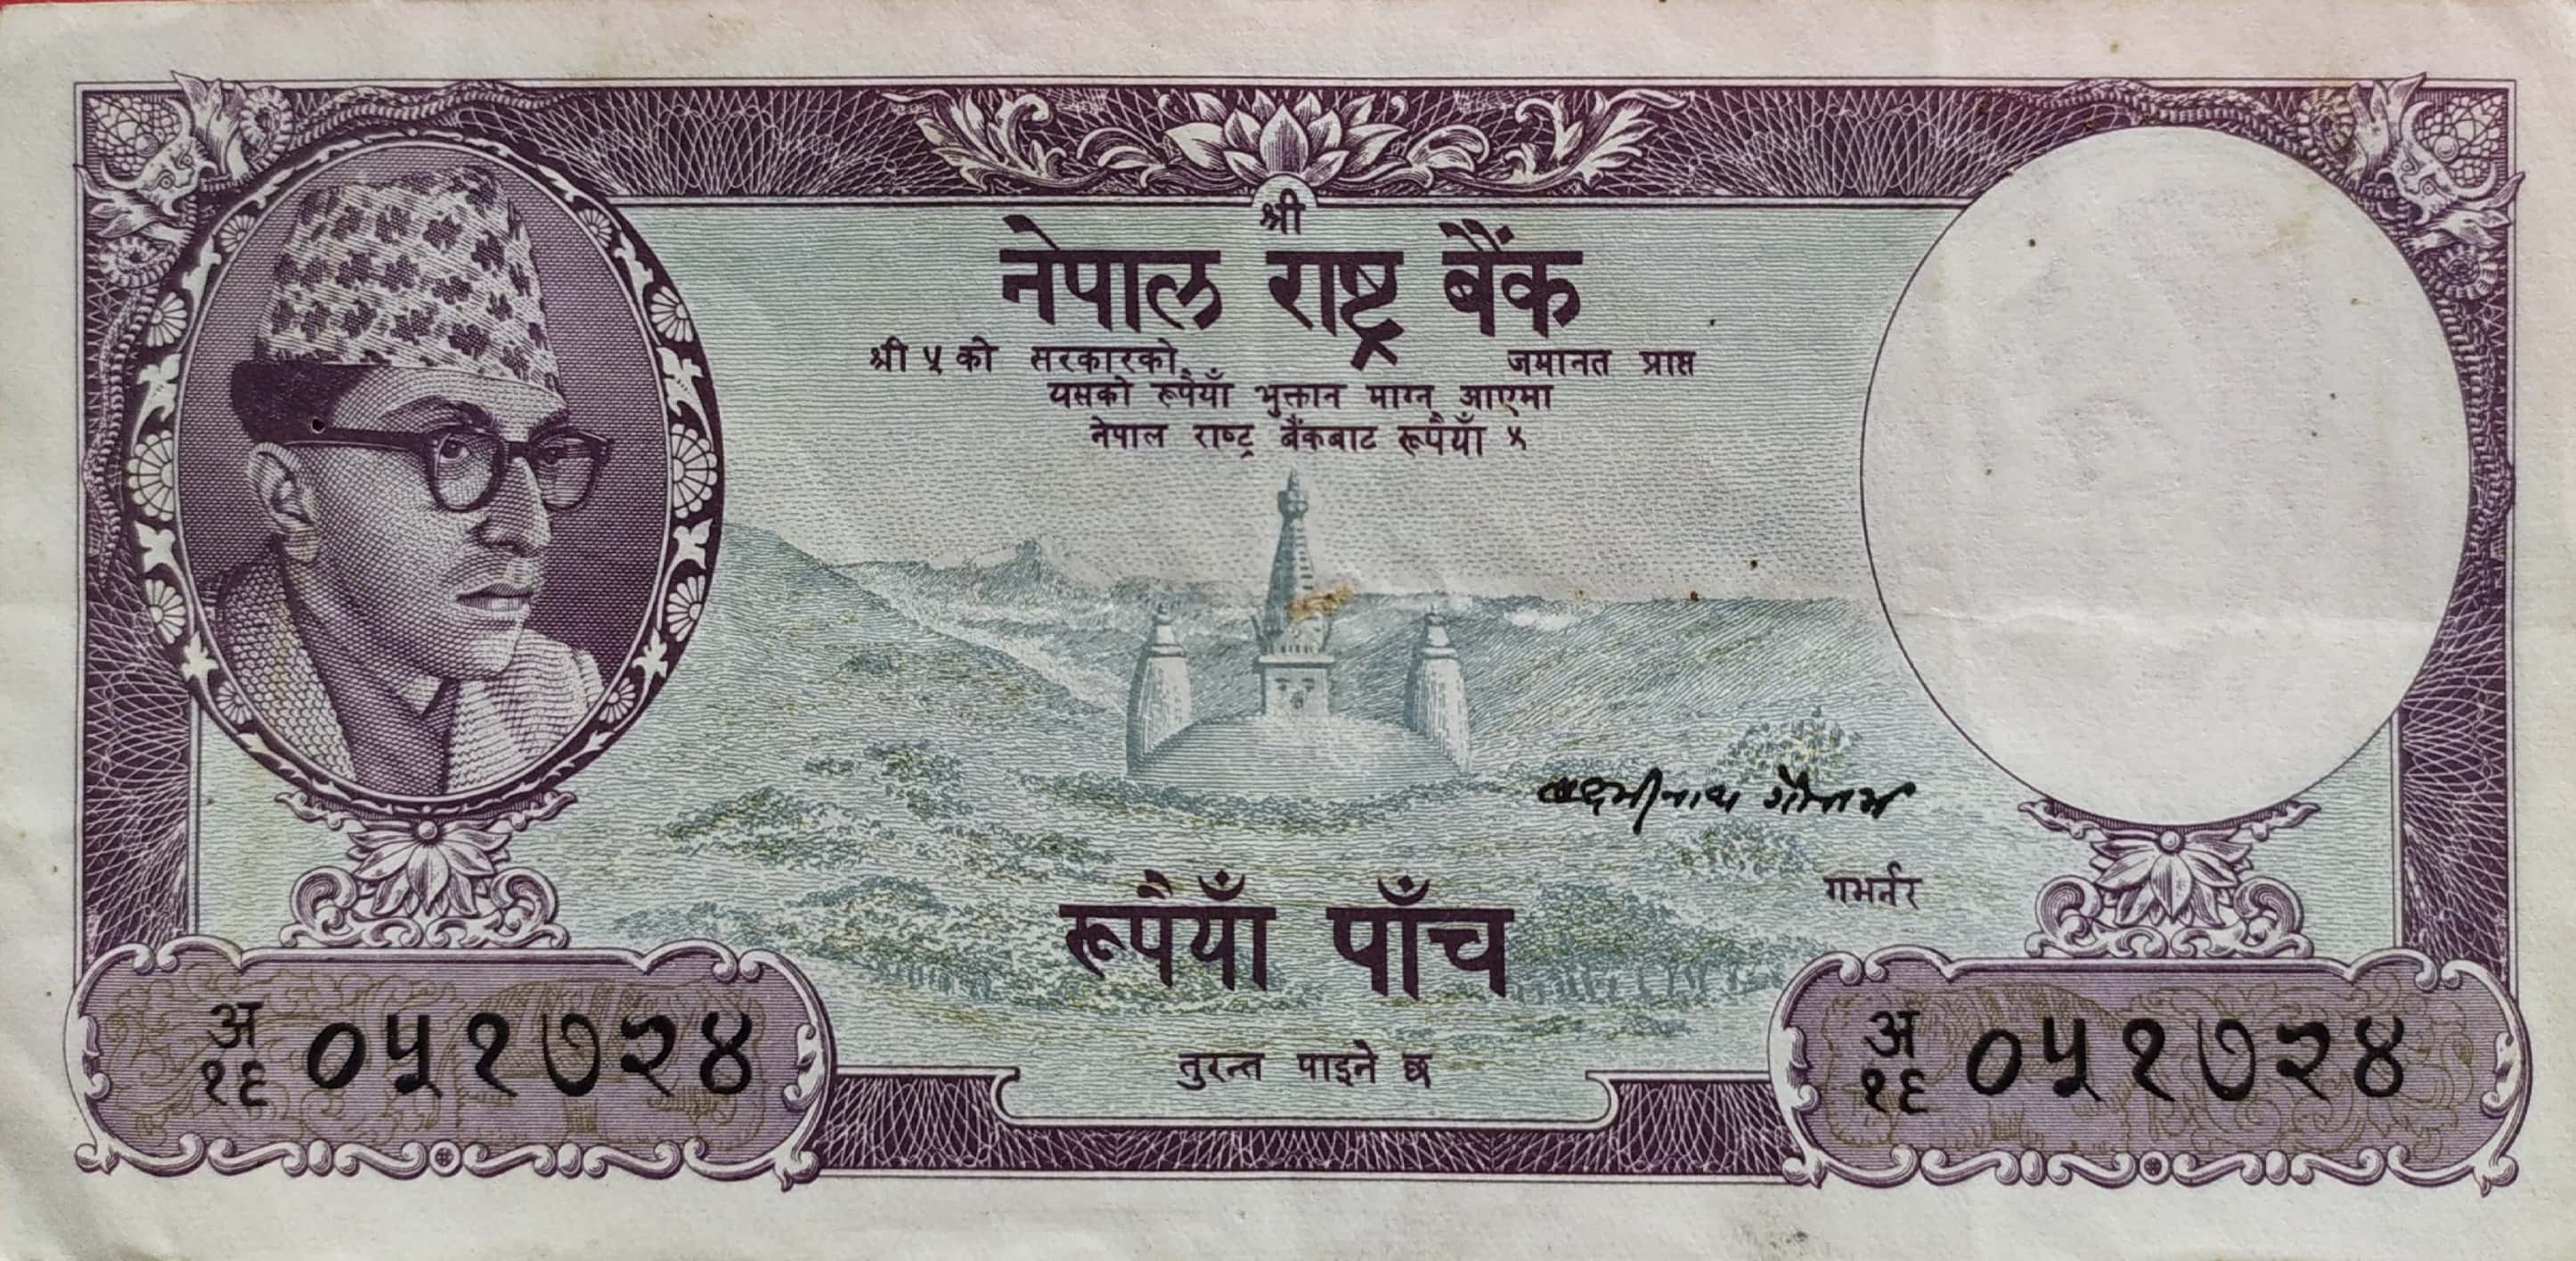 श्री
नेपाल राष्ट्र बैंक
श्री ५ को सरकारको जमानत प्राप्त
यसको रूपैयाँ भुक्तान माग्न आएमा
नेपाल राष्ट्र बैंकबाट रूपैयाँ ५
लक्ष्मीनाथ गौतम
गभर्नर
रूपैयाँ पाँच
तुरन्त पाइने छ
अ
१६ ०५१७२४
अ
१६ ०५१७२४